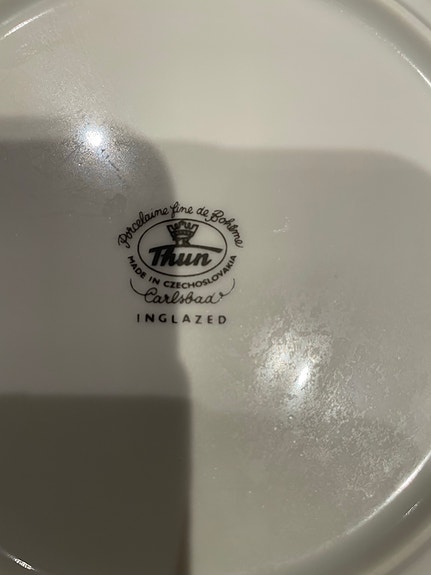 Porcelaine fine de Bohême
Thun
MADE IN CZECHOSLOVAKIA
Carlsbad
INGLAZED